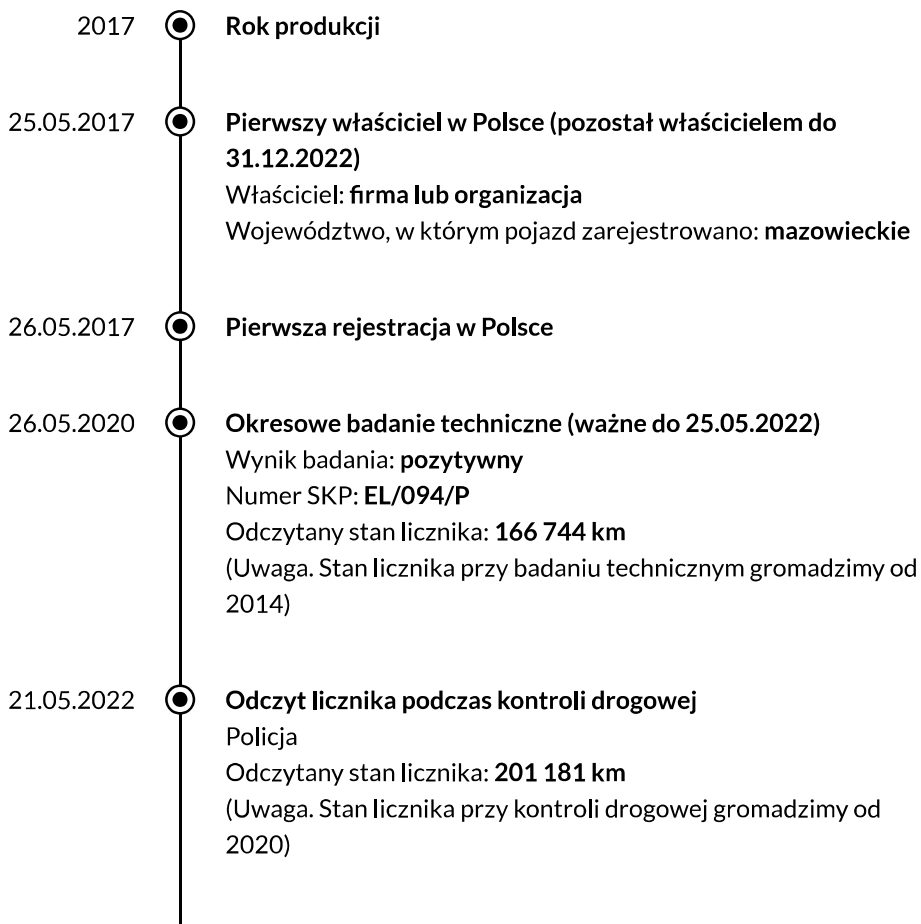 2017 Rok produkcji
25.05.2017 Pierwszy właściciel w Polsce (pozostał właścicielem do
31.12.2022)
Właściciel: firma lub organizacja
Województwo, w którym pojazd zarejestrowano: mazowieckie
26.05.2017 Pierwsza rejestracja w Polsce
26.05.2020 Okresowe badanie techniczne (ważne do 25.05.2022)
Wynik badania: pozytywny
Numer SKP: EL/094/P
Odczytany stan licznika: 166 744 km
(Uwaga. Stan licznika przy badaniu technicznym gromadzimy od
2014)
21.05.2022 Odczyt licznika podczas kontroli drogowej
Policja
Odczytany stan licznika: 201 181 km
(Uwaga. Stan licznika przy kontroli drogowej gromadzimy od
2020)